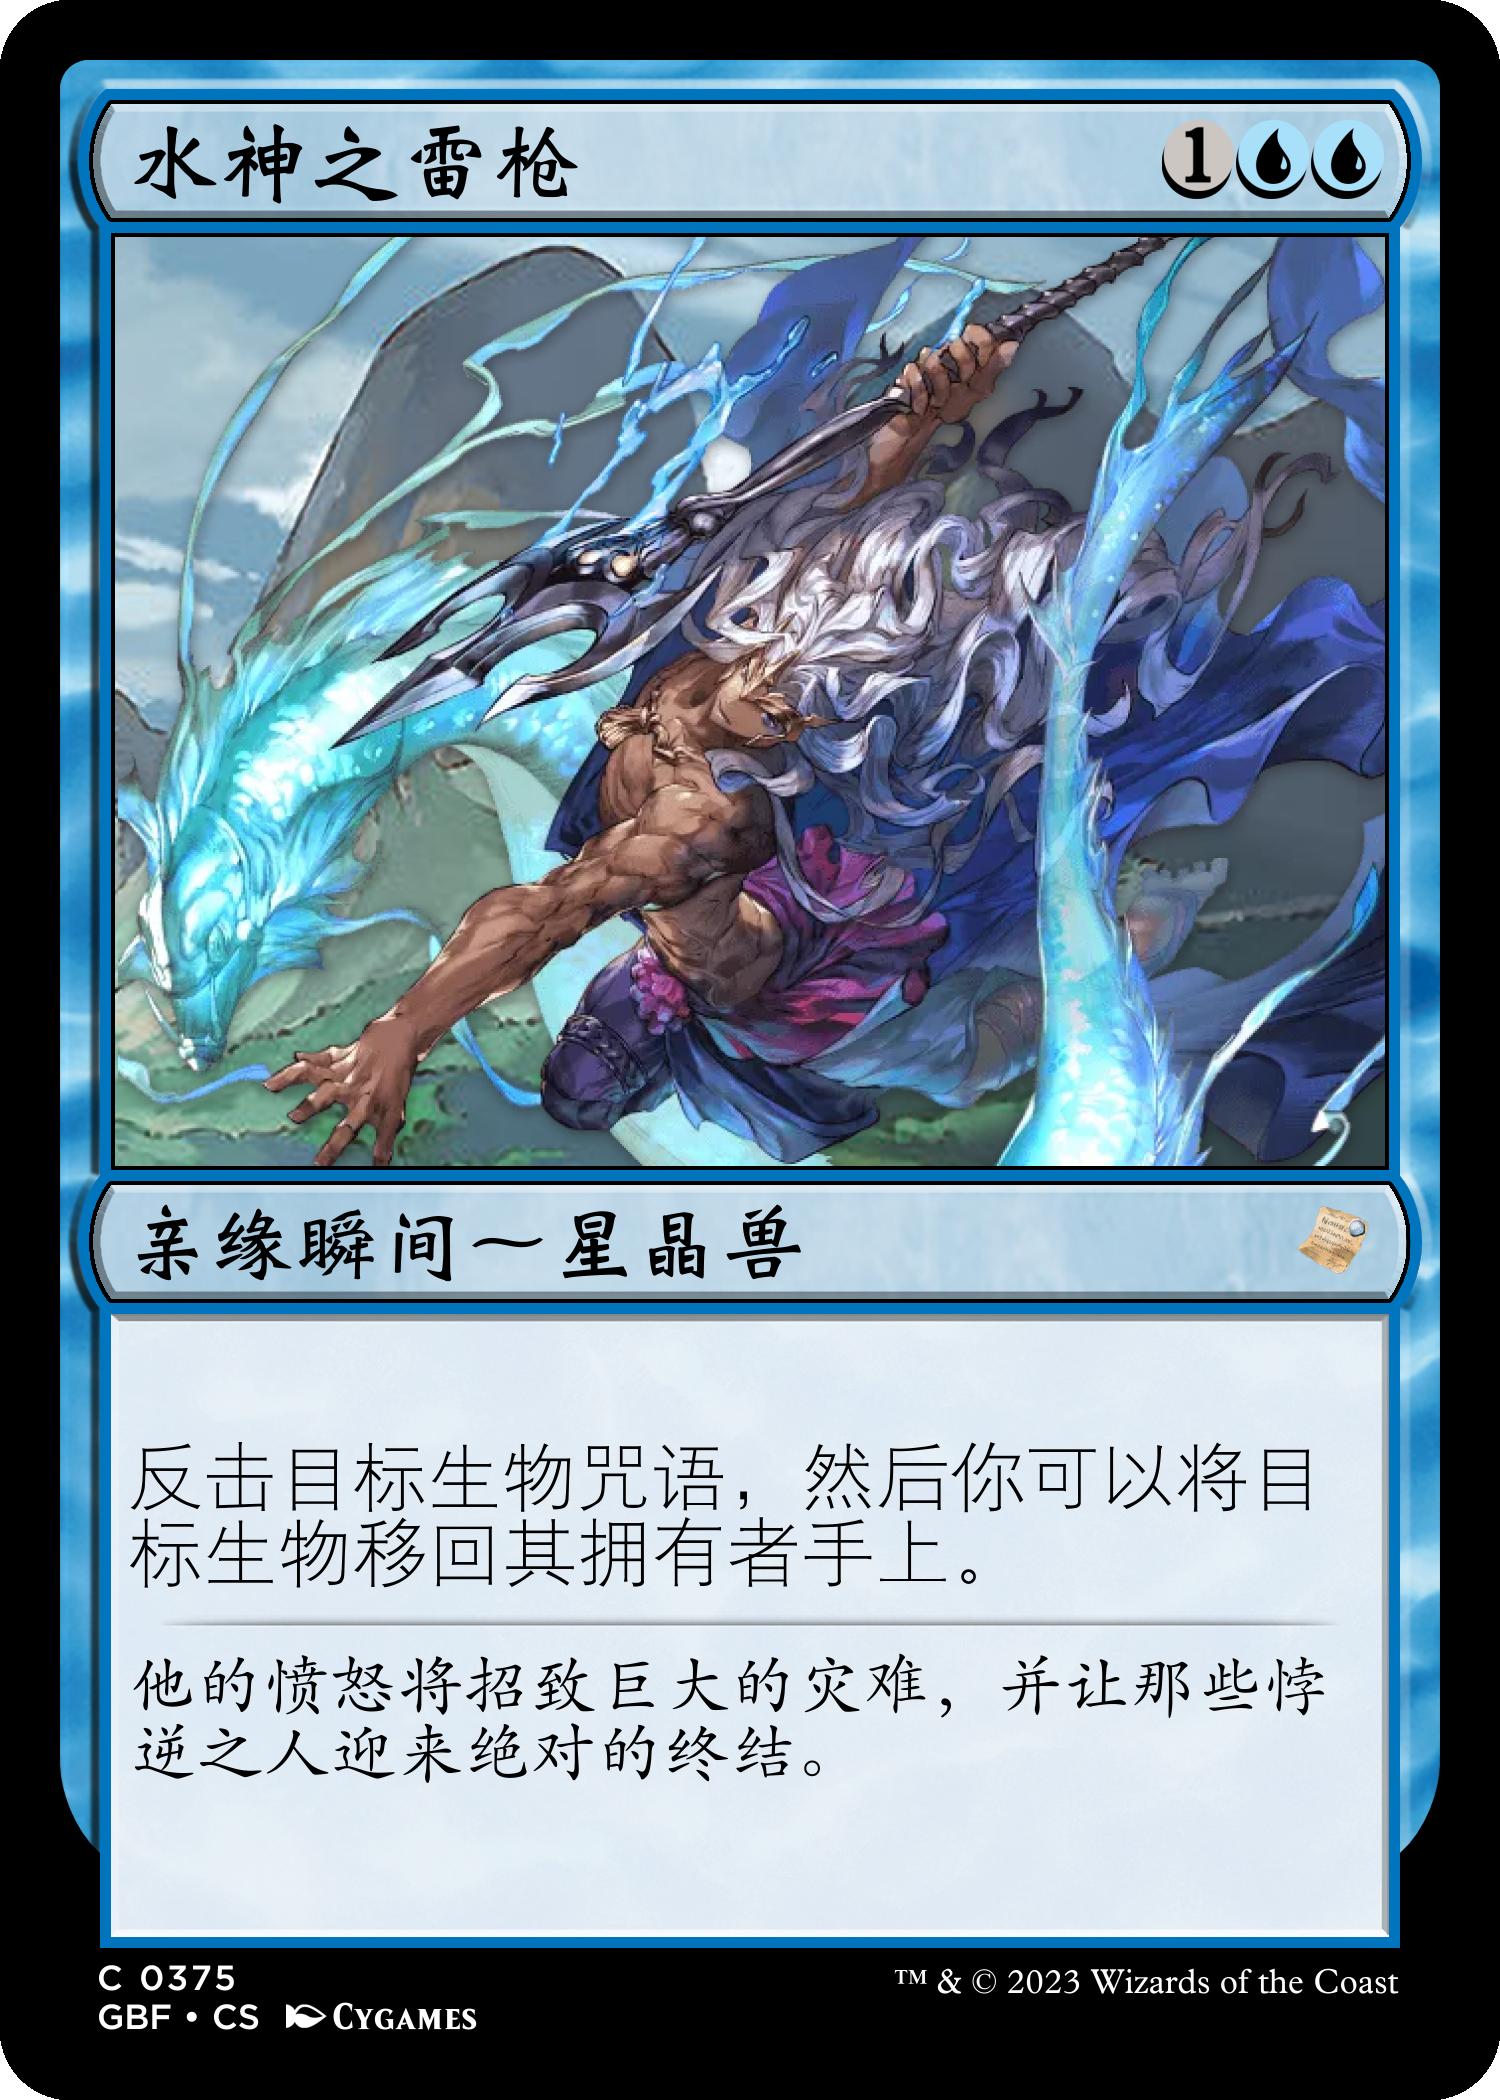 水神之雷枪 1
亲缘瞬间～星晶兽
反击目标生物咒语，然后你可以将目
标生物移回其拥有者手上。
他的愤怒将招致巨大的灾难，并让那些悖
逆之人迎来绝对的终结。
C 0375
GBF • CS CYGAMES
™ & © 2023 Wizards of the Coast